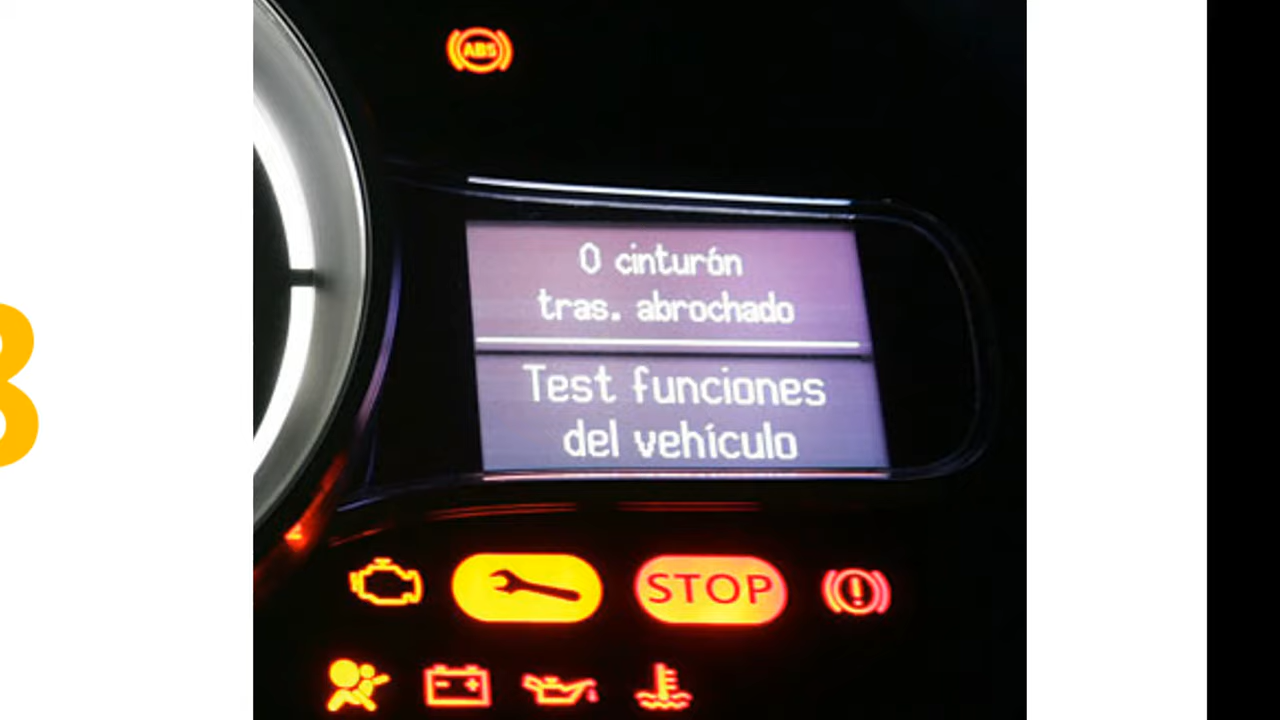 ABS
0 cinturón
tras. abrochado
Test funciones
del vehículo
STOP